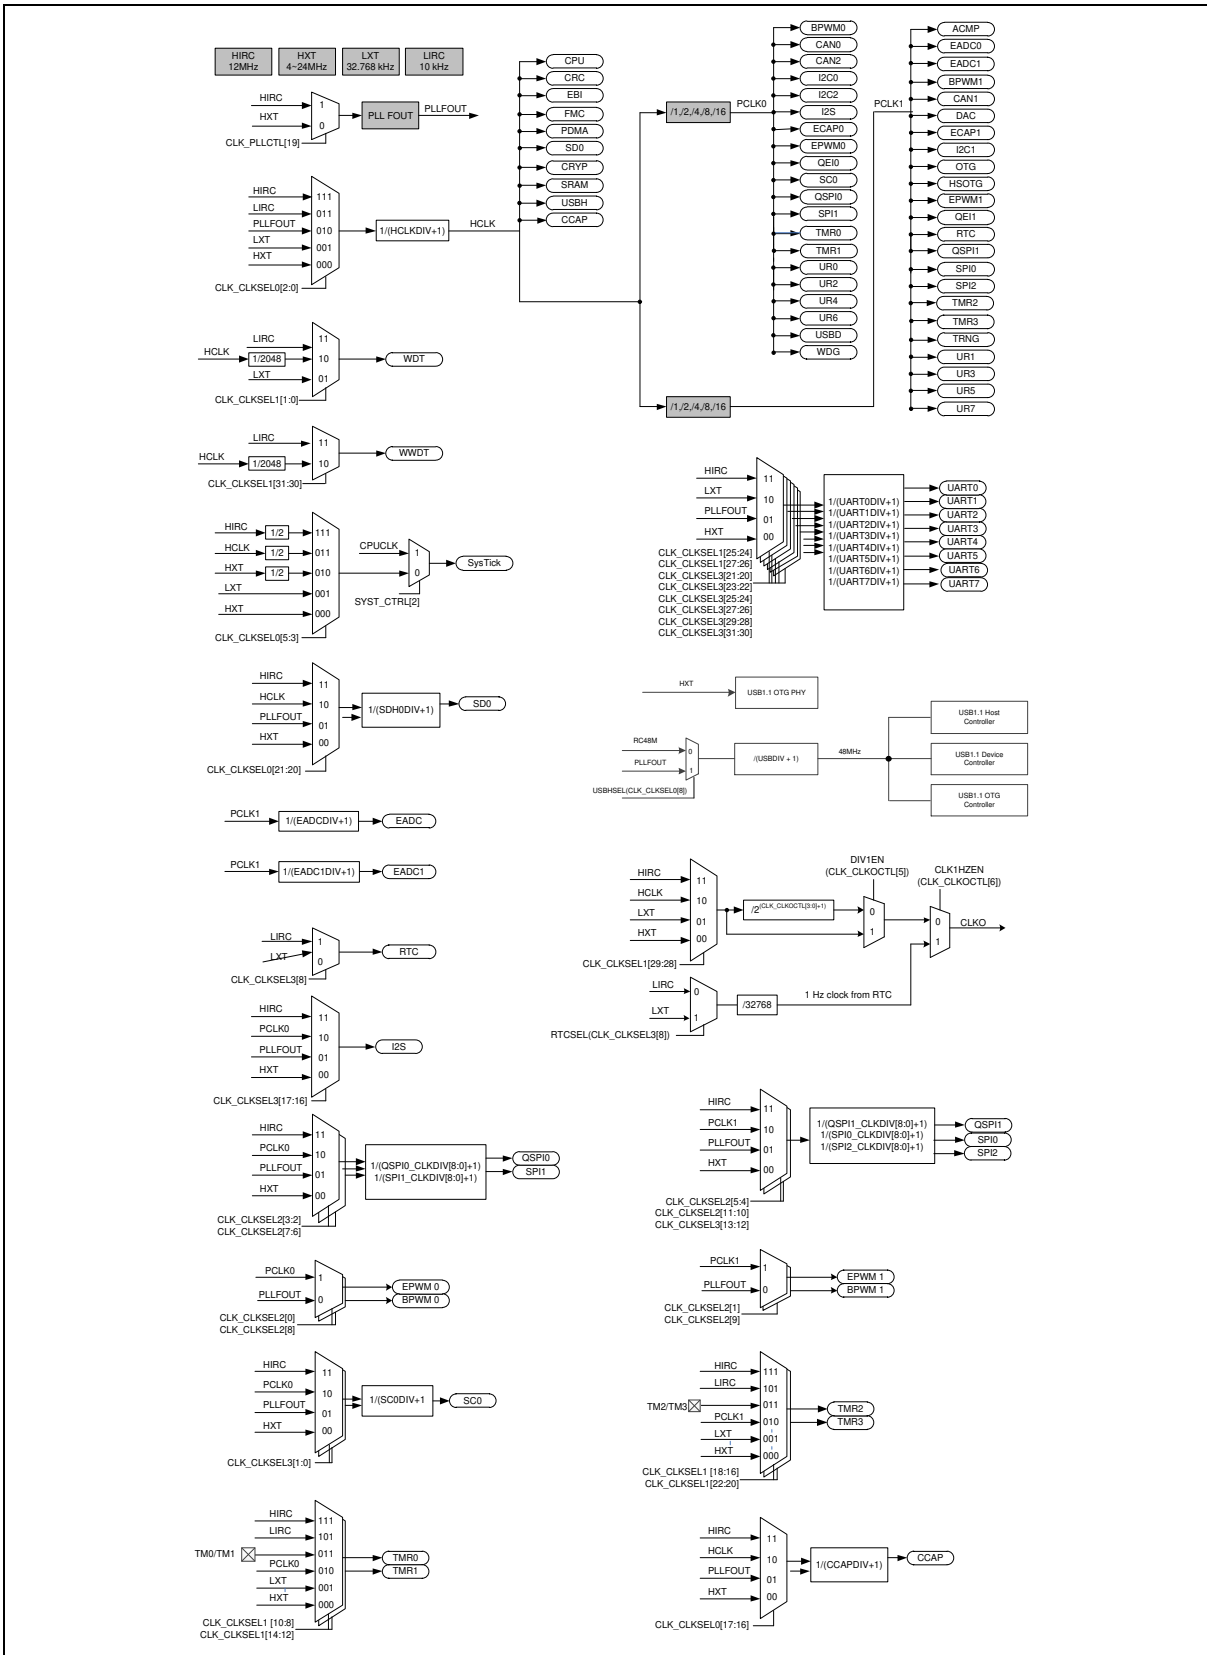 HIRC
12MHz
HXT
4~24MHz
LXT
32.768 kHz
LIRC
10 kHz
HIRC
HXT
1
0
PLL FOUT
PLLFOUT
CLK_PLLCTL[19]
HIRC
LIRC
PLLFOUT
LXT
HXT
111
011
010
001
000
1/(HCLKDIV+1)
HCLK
CLK_CLKSEL0[2:0]
CPU
CRC
EBI
FMC
PDMA
SD0
CRYP
SRAM
USBH
CCAP
/1,/2,/4,/8,/16
PCLK0
BPWM0
CAN0
CAN2
I2C0
I2C2
I2S
ECAP0
EPWM0
QEI0
SC0
QSPI0
SPI1
TMR0
TMR1
UR0
UR2
UR4
UR6
USBD
WDG
/1,/2,/4,/8,/16
PCLK1
ACMP
EADC0
EADC1
BPWM1
CAN1
DAC
ECAP1
I2C1
OTG
HSOTG
EPWM1
QEI1
RTC
QSPI1
SPI0
SPI2
TMR2
TMR3
TRNG
UR1
UR3
UR5
UR7
LIRC
HCLK
1/2048
LXT
11
10
01
WDT
CLK_CLKSEL1[1:0]
LIRC
HCLK
1/2048
11
10
WWDT
CLK_CLKSEL1[31:30]
HIRC
1/2
HCLK
1/2
HXT
1/2
LXT
HXT
111
011
010
001
000
CPUCLK
1
0
SysTick
SYST_CTRL[2]
CLK_CLKSEL0[5:3]
HIRC
LXT
PLLFOUT
HXT
11
10
01
00
CLK_CLKSEL1[25:24]
CLK_CLKSEL1[27:26]
CLK_CLKSEL3[21:20]
CLK_CLKSEL3[23:22]
CLK_CLKSEL3[25:24]
CLK_CLKSEL3[27:26]
CLK_CLKSEL3[29:28]
CLK_CLKSEL3[31:30]
1/(UART0DIV+1)
1/(UART1DIV+1)
1/(UART2DIV+1)
1/(UART3DIV+1)
1/(UART4DIV+1)
1/(UART5DIV+1)
1/(UART6DIV+1)
1/(UART7DIV+1)
UART0
UART1
UART2
UART3
UART4
UART5
UART6
UART7
HIRC
HCLK
PLLFOUT
HXT
11
10
01
00
1/(SDH0DIV+1)
SD0
CLK_CLKSEL0[21:20]
HXT
USB1.1 OTG PHY
RC48M
PLLFOUT
0
1
USBHSEL(CLK_CLKSEL0[8])
/(USBDIV + 1)
48MHz
USB1.1 Host
Controller
USB1.1 Device
Controller
USB1.1 OTG
Controller
PCLK1
1/(EADCDIV+1)
EADC
PCLK1
1/(EADC1DIV+1)
EADC1
LIRC
LXT
1
0
RTC
CLK_CLKSEL3[8]
HIRC
HCLK
LXT
HXT
11
10
01
00
CLK_CLKSEL1[29:28]
/2(CLK_CLKOCTL[3:0]+1)
DIV1EN
(CLK_CLKOCTL[5])
0
1
CLK1HZEN
(CLK_CLKOCTL[6])
0
1
CLKO
LIRC
LXT
0
1
/32768
1 Hz clock from RTC
RTCSEL(CLK_CLKSEL3[8])
HIRC
PCLK0
PLLFOUT
HXT
11
10
01
00
I2S
CLK_CLKSEL3[17:16]
HIRC
PCLK0
PLLFOUT
HXT
11
10
01
00
1/(QSPI0_CLKDIV[8:0]+1)
1/(SPI1_CLKDIV[8:0]+1)
QSPI0
SPI1
CLK_CLKSEL2[3:2]
CLK_CLKSEL2[7:6]
HIRC
PCLK1
PLLFOUT
HXT
11
10
01
00
1/(QSPI1_CLKDIV[8:0]+1)
1/(SPI0_CLKDIV[8:0]+1)
1/(SPI2_CLKDIV[8:0]+1)
QSPI1
SPI0
SPI2
CLK_CLKSEL2[5:4]
CLK_CLKSEL2[11:10]
CLK_CLKSEL3[13:12]
PCLK0
PLLFOUT
1
0
EPWM 0
BPWM 0
CLK_CLKSEL2[0]
CLK_CLKSEL2[8]
PCLK1
PLLFOUT
1
0
EPWM 1
BPWM 1
CLK_CLKSEL2[1]
CLK_CLKSEL2[9]
HIRC
PCLK0
PLLFOUT
HXT
11
10
01
00
1/(SC0DIV+1
SC0
CLK_CLKSEL3[1:0]
HIRC
LIRC
TM2/TM3
PCLK1
LXT
HXT
111
101
011
010
001
000
TMR2
TMR3
CLK_CLKSEL1 [18:16]
CLK_CLKSEL1[22:20]
HIRC
LIRC
TM0/TM1
PCLK0
LXT
HXT
111
101
011
010
001
000
TMR0
TMR1
CLK_CLKSEL1 [10:8]
CLK_CLKSEL1[14:12]
HIRC
HCLK
PLLFOUT
HXT
11
10
01
00
1/(CCAPDIV+1)
CCAP
CLK_CLKSEL0[17:16]